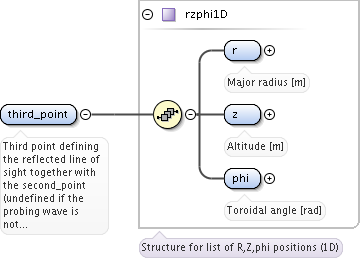 rzphi1D
r
Major radius [m]
third_point
z
Third point defining
the reflected line of
sight together with
the second_point
(undefined if the
probing wave is
not...
Altitude [m]
phi
Toroidal angle [rad]
Structure for list of R,Z,phi positions (1D)